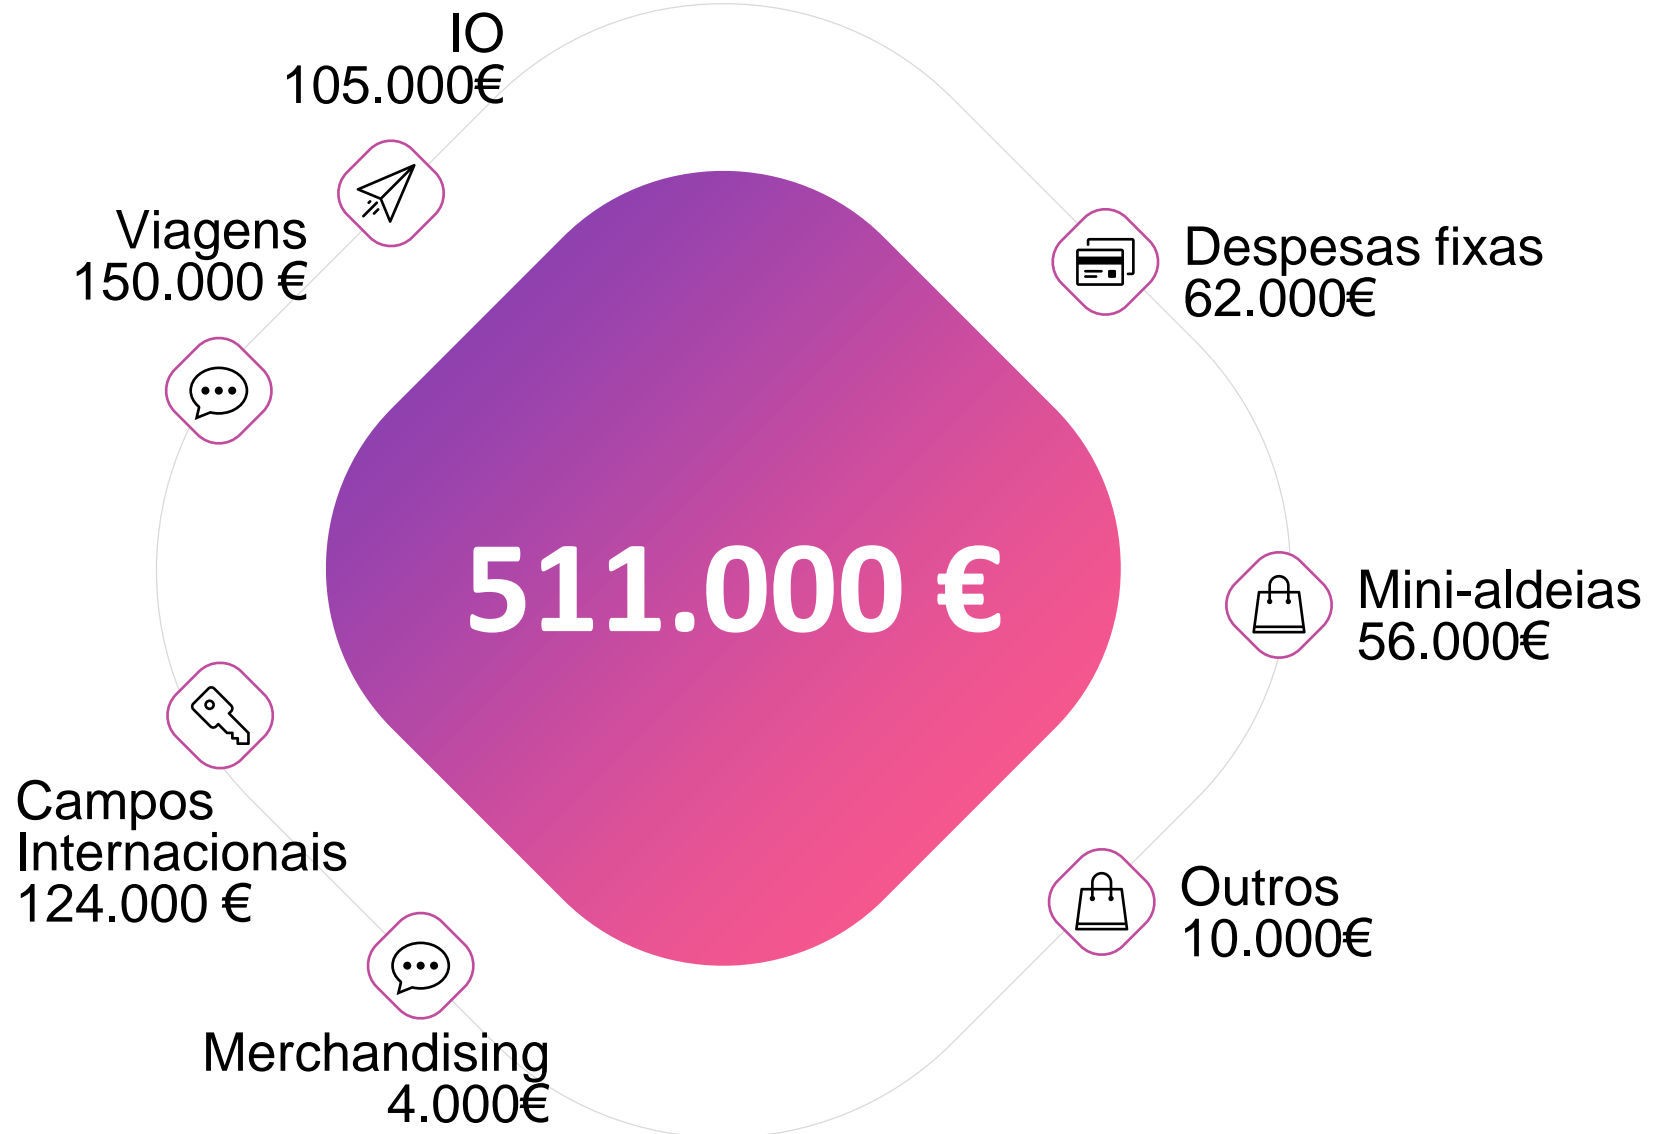 IO
105.000€
Viagens
150.000 €
Despesas fixas
62.000€
511.000 €
Mini-aldeias
56.000€
Campos
Internacionais
124.000 €
Outros
10.000€
Merchandising
4.000€